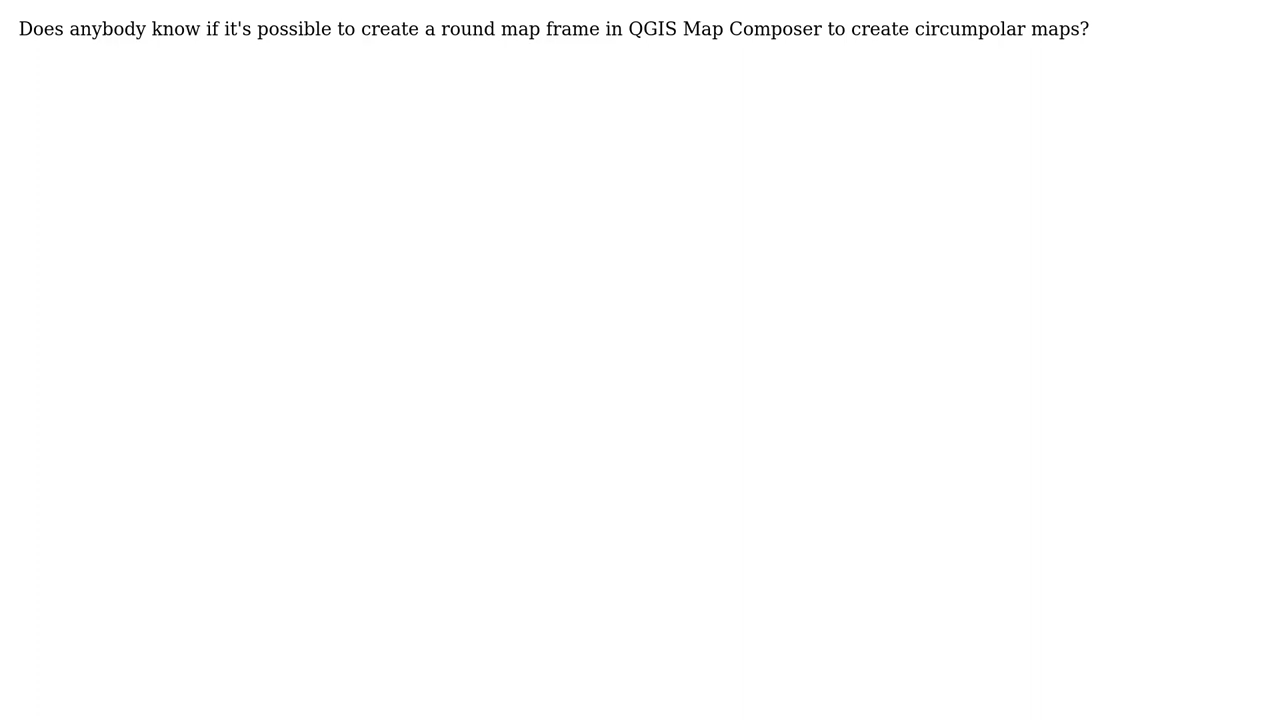 Does anybody know if it's possible to create a round map frame in QGIS Map Composer to create circumpolar maps?